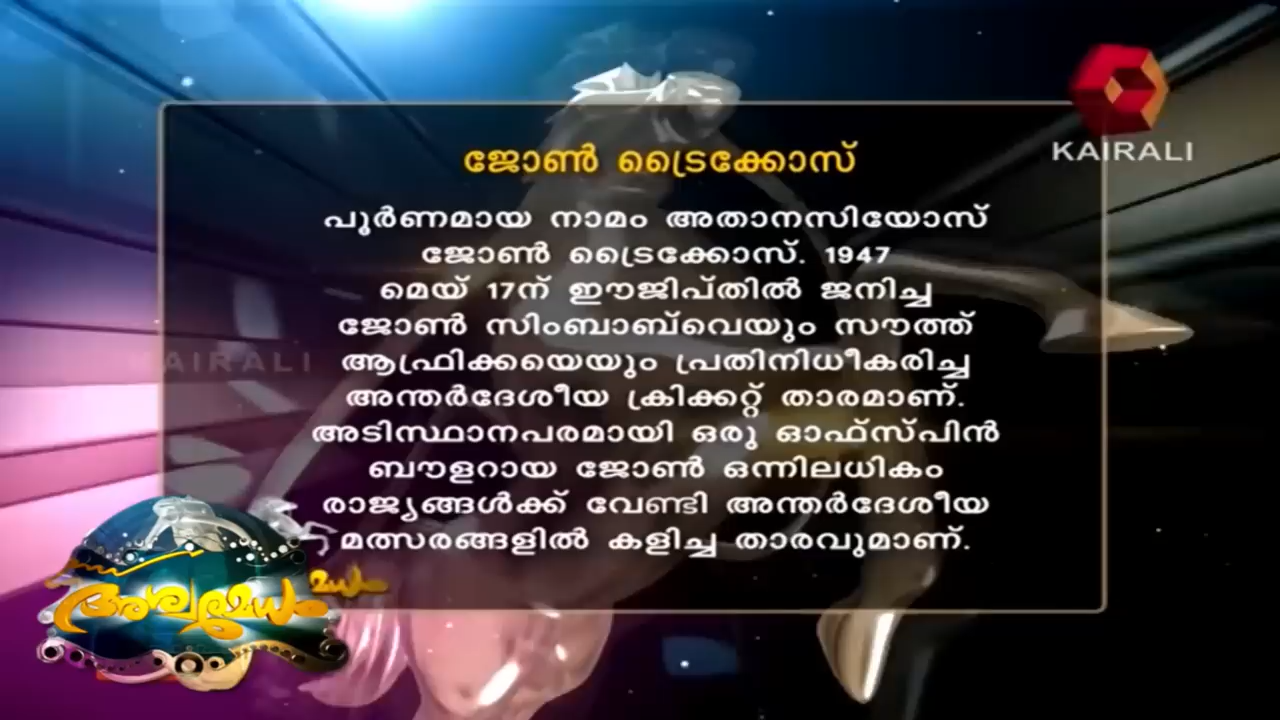 KAIRALI
ജോൺ ട്രൈക്കോസ്
പൂർണമായ നാമം അതാനസിയോസ്
ജോൺ ട്രൈക്കോസ്. 1947
മെയ് 17ന് ഈജിപ്തിൽ ജനിച്ച
ജോൺ സിംബാബ്‌വെയും സൗത്ത്
ആഫ്രിക്കയെയും പ്രതിനിധീകരിച്ച
അന്തർദേശീയ ക്രിക്കറ്റ് താരമാണ്.
അടിസ്ഥാനപരമായി ഒരു ഓഫ്സ്പിൻ
ബൗളറായ ജോൺ ഒന്നിലധികം
രാജ്യങ്ങൾക്ക് വേണ്ടി അന്തർദേശീയ
മത്സരങ്ങളിൽ കളിച്ച താരവുമാണ്.
KAIRALI
അശ്വമേധം